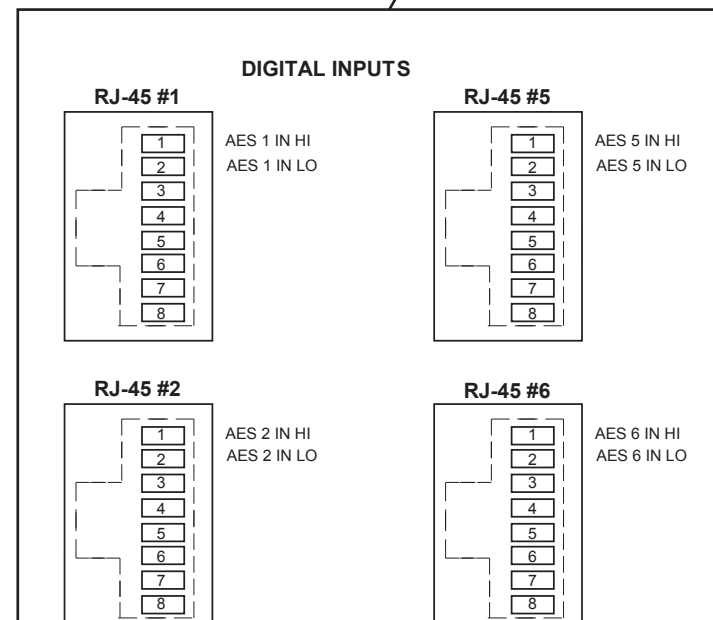 DIGITAL INPUTS
RJ-45 #1
1 AES 1 IN HI
2 AES 1 IN LO
3
4
5
6
7
8
RJ-45 #5
1 AES 5 IN HI
2 AES 5 IN LO
3
4
5
6
7
8
RJ-45 #2
1 AES 2 IN HI
2 AES 2 IN LO
3
4
5
6
7
8
RJ-45 #6
1 AES 6 IN HI
2 AES 6 IN LO
3
4
5
6
7
8